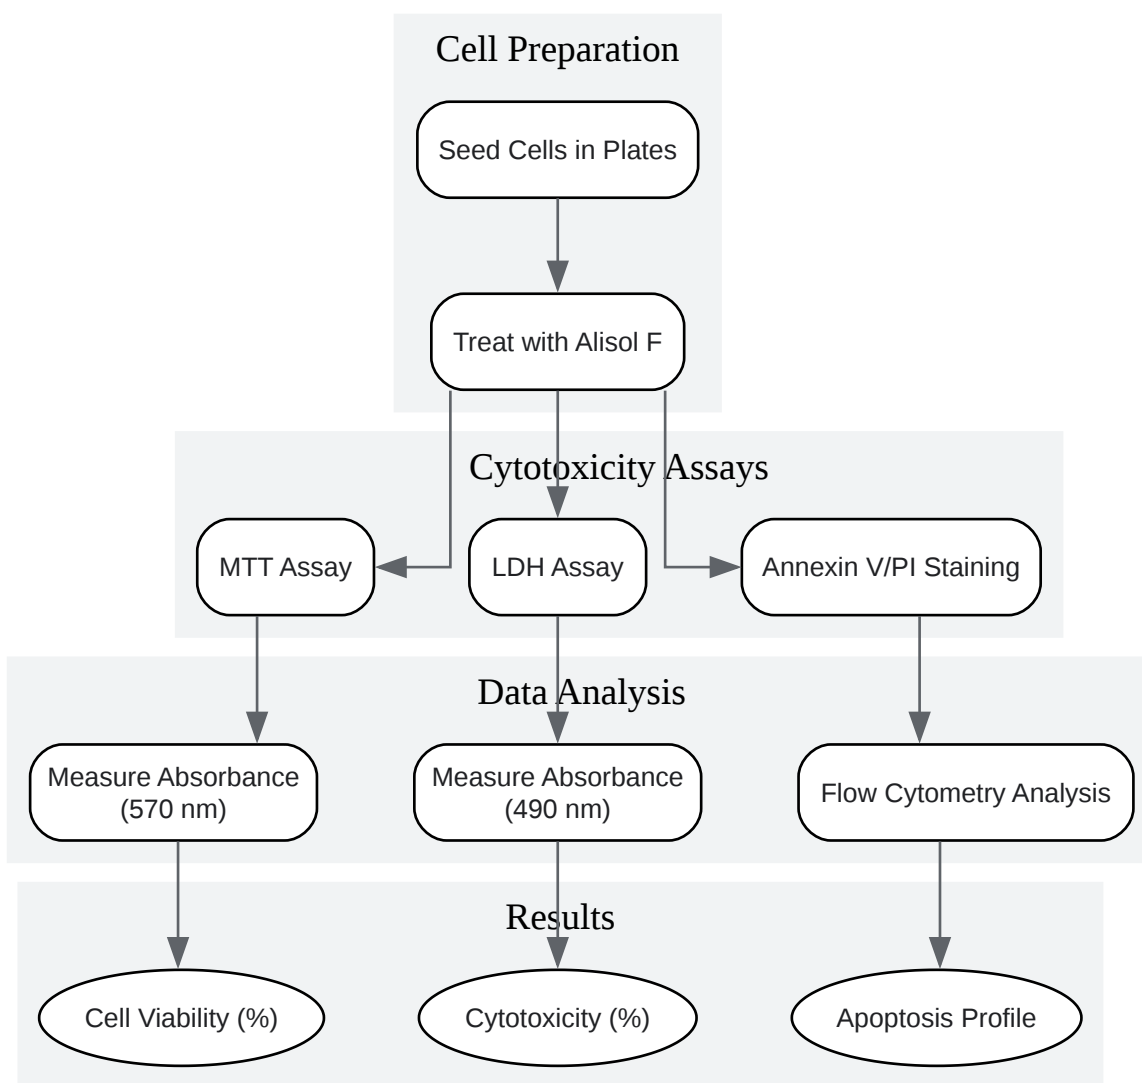 Cell Preparation
Seed Cells in Plates
Treat with Alisol F
Cytotoxicity Assays
MTT Assay
LDH Assay
Annexin V/PI Staining
Data Analysis
Measure Absorbance
(570 nm)
Measure Absorbance
(490 nm)
Flow Cytometry Analysis
Results
Cell Viability (%)
Cytotoxicity (%)
Apoptosis Profile